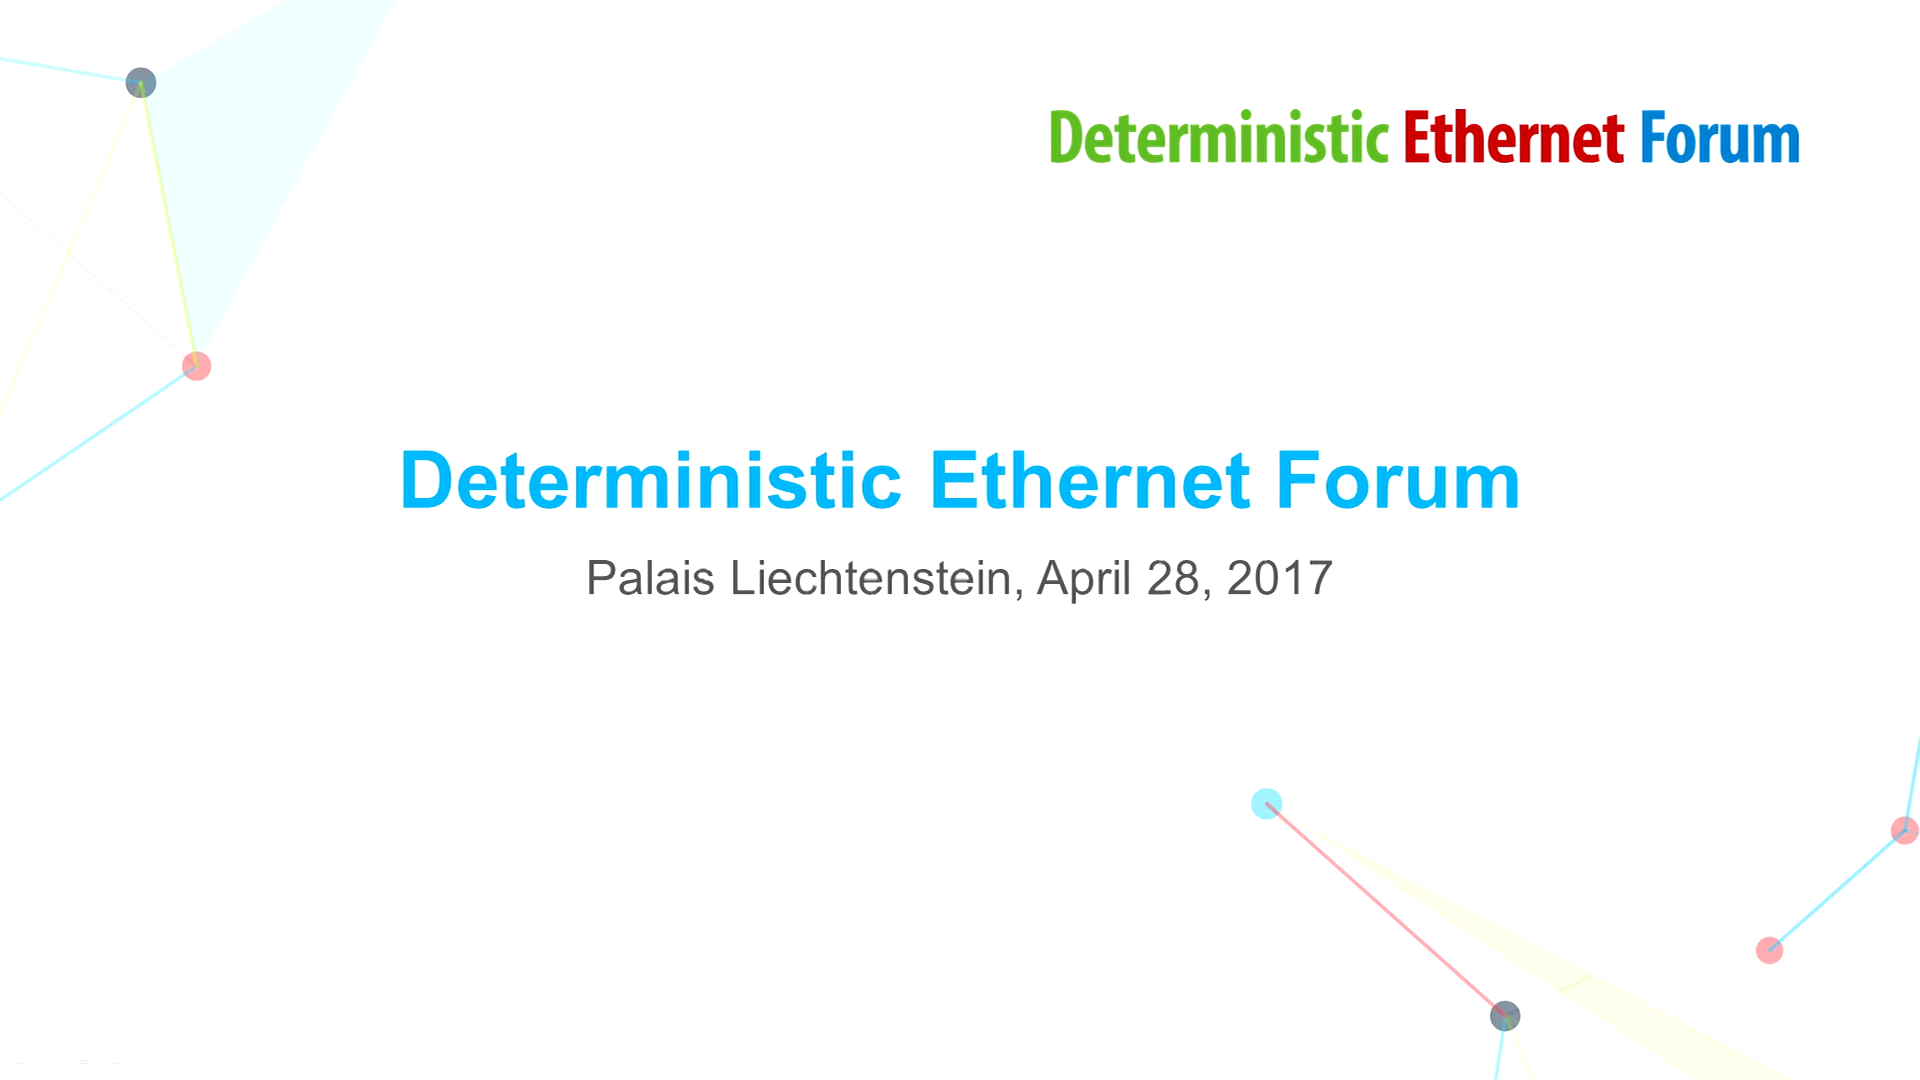 Deterministic Ethernet Forum
Deterministic Ethernet Forum
Palais Liechtenstein, April 28, 2017